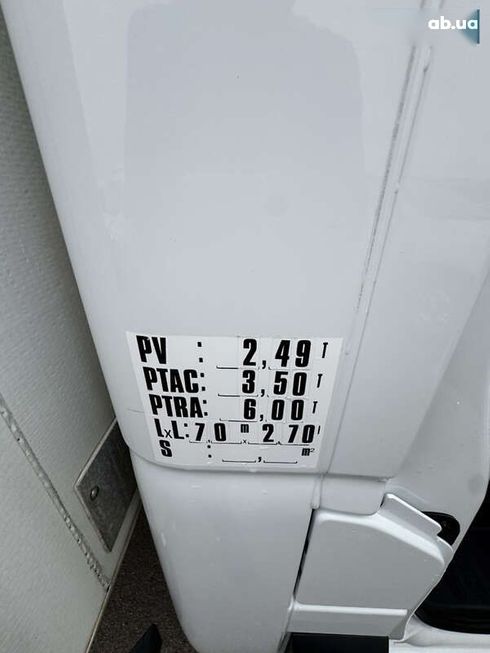 ab.ua
PV : 2,49 T
PTAC: 3,50 T
PTRA: 6,00 T
LxL: 7,0 m x 2,70
S : , m²